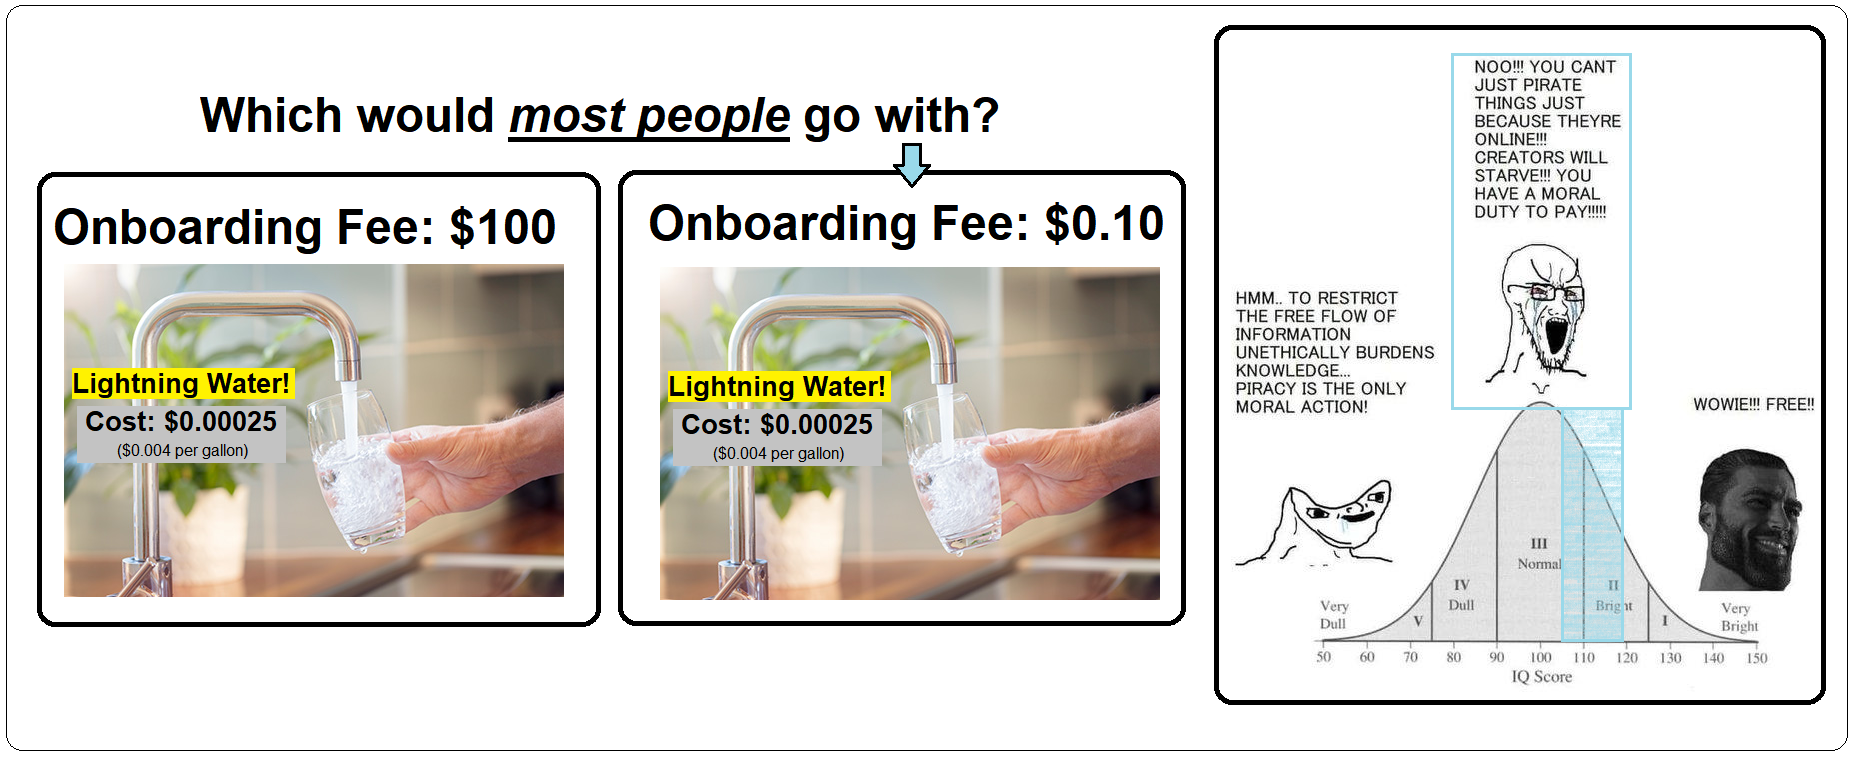 Which would most people go with?
Onboarding Fee: $100
Lightning Water!
Cost: $0.00025
($0.004 per gallon)
Onboarding Fee: $0.10
Lightning Water!
Cost: $0.00025
($0.004 per gallon)
NOO!!! YOU CANT
JUST PIRATE
THINGS JUST
BECAUSE THEYRE
ONLINE!!!
CREATORS WILL
STARVE!!! YOU
HAVE A MORAL
DUTY TO PAY!!!!!
HMM.. TO RESTRICT
THE FREE FLOW OF
INFORMATION
UNETHICALLY BURDENS
KNOWLEDGE...
PIRACY IS THE ONLY
MORAL ACTION!
WOWIE!!! FREE!!
III
Normal
IV
Dull
II
Bright
Very
Dull
V
I
Very
Bright
50 60 70 80 90 100 110 120 130 140 150
IQ Score